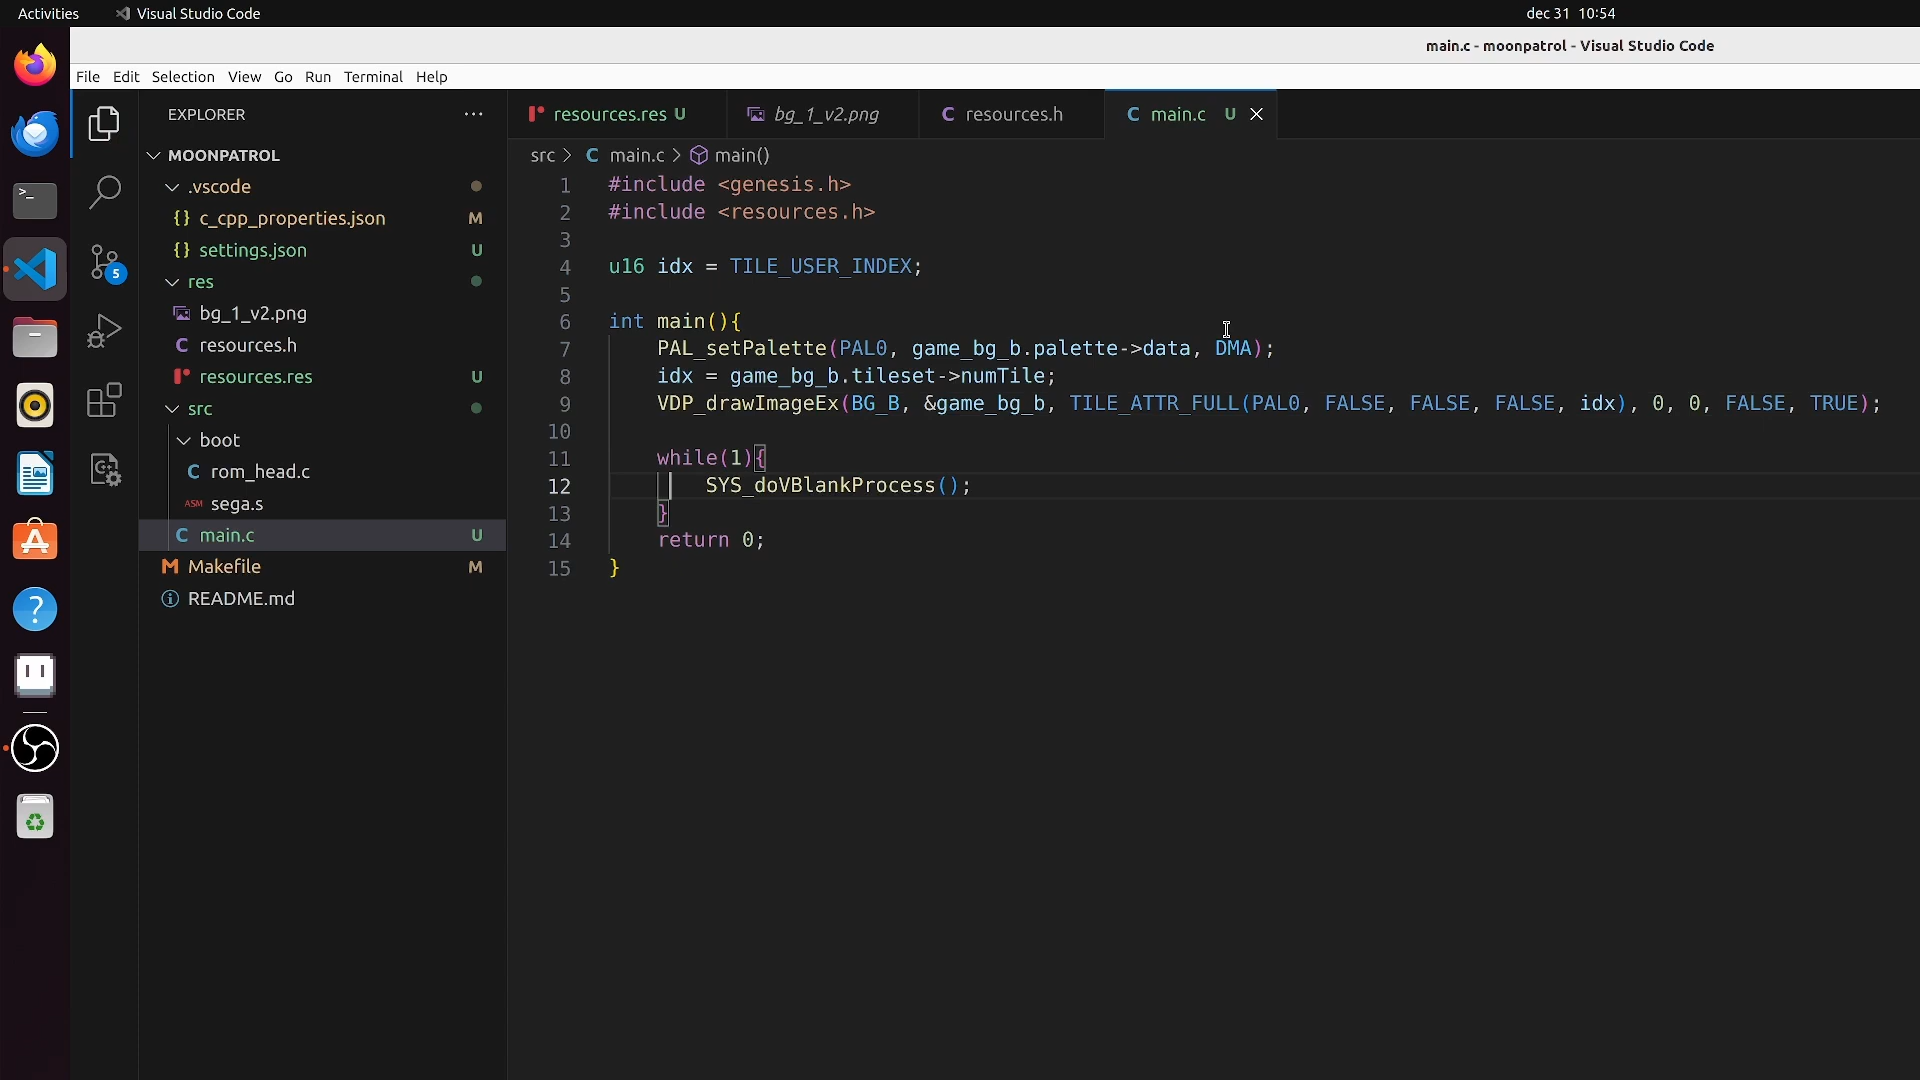 Activities
Visual Studio Code
dec 31 10:54
main.c - moonpatrol - Visual Studio Code
File Edit Selection View Go Run Terminal Help
EXPLORER ···
resources.res U
bg_1_v2.png
resources.h
main.c U
src > C main.c > main()
MOONPATROL
.vscode
{} c_cpp_properties.json M
{} settings.json U
res
bg_1_v2.png
C resources.h
resources.res U
src
boot
C rom_head.c
ASM sega.s
C main.c U
M Makefile M
README.md
5
1 #include <genesis.h>
2 #include <resources.h>
3
4 u16 idx = TILE_USER_INDEX;
5
6 int main(){
7 PAL_setPalette(PAL0, game_bg_b.palette->data, DMA);
8 idx = game_bg_b.tileset->numTile;
9 VDP_drawImageEx(BG_B, &game_bg_b, TILE_ATTR_FULL(PAL0, FALSE, FALSE, FALSE, idx), 0, 0, FALSE, TRUE);
10
11 while(1){
12 SYS_doVBlankProcess();
13 }
14 return 0;
15 }